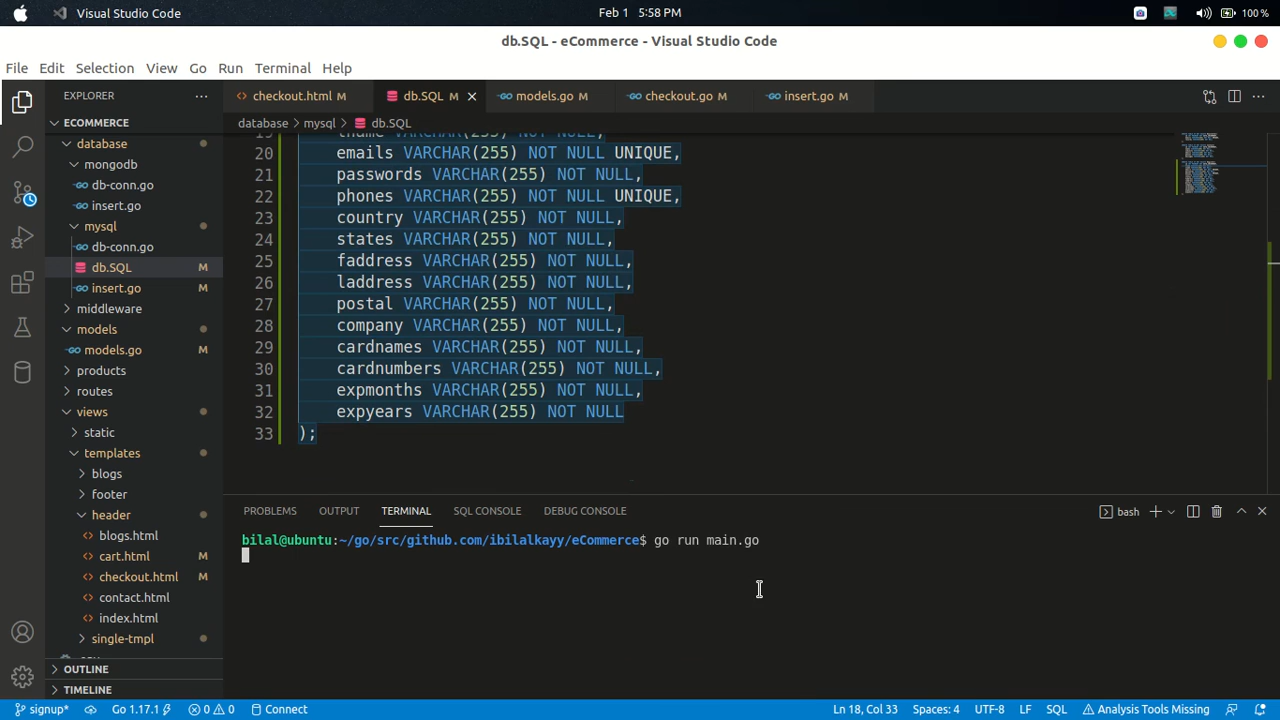 Visual Studio Code
Feb 1 5:58 PM
100 %
db.SQL - eCommerce - Visual Studio Code
File Edit Selection View Go Run Terminal Help
EXPLORER
checkout.html M
db.SQL M
models.go M
checkout.go M
insert.go M
ECOMMERCE
database > mysql > db.SQL
database
mongodb
db-conn.go
insert.go
mysql
db-conn.go
db.SQL M
insert.go M
middleware
models
models.go M
products
routes
views
static
templates
blogs
footer
header
blogs.html
cart.html M
checkout.html M
contact.html
index.html
single-tmpl
OUTLINE
TIMELINE
20 emails VARCHAR(255) NOT NULL UNIQUE,
21 passwords VARCHAR(255) NOT NULL,
22 phones VARCHAR(255) NOT NULL UNIQUE,
23 country VARCHAR(255) NOT NULL,
24 states VARCHAR(255) NOT NULL,
25 faddress VARCHAR(255) NOT NULL,
26 laddress VARCHAR(255) NOT NULL,
27 postal VARCHAR(255) NOT NULL,
28 company VARCHAR(255) NOT NULL,
29 cardnames VARCHAR(255) NOT NULL,
30 cardnumbers VARCHAR(255) NOT NULL,
31 expmonths VARCHAR(255) NOT NULL,
32 expyears VARCHAR(255) NOT NULL
33 );
PROBLEMS OUTPUT TERMINAL SQL CONSOLE DEBUG CONSOLE
bash
bilal@ubuntu:~/go/src/github.com/ibilalkayy/eCommerce$ go run main.go
signup* Go 1.17.1 0 0 Connect
Ln 18, Col 33 Spaces: 4 UTF-8 LF SQL Analysis Tools Missing